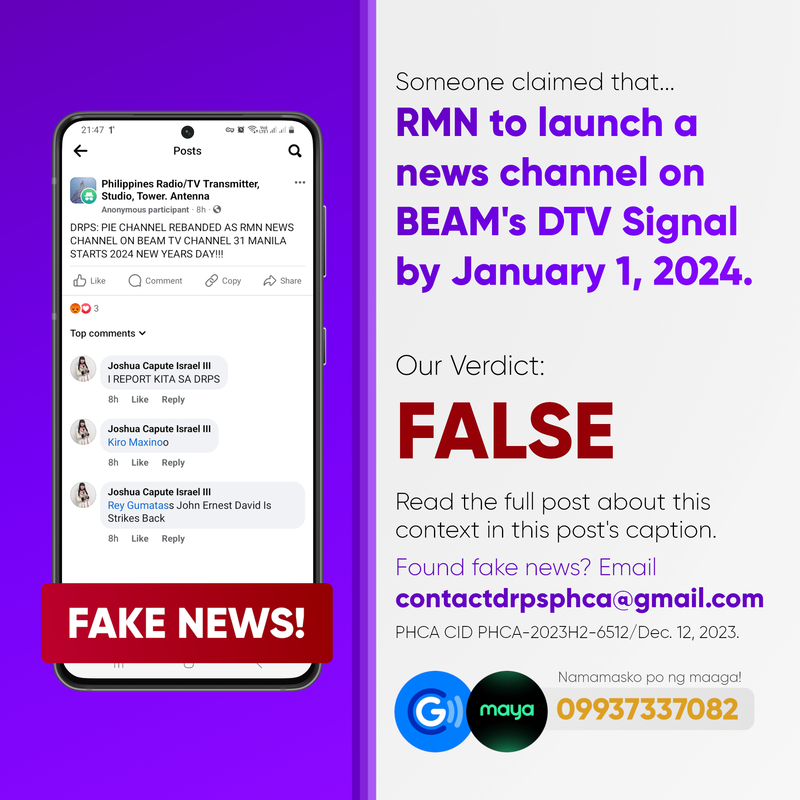 21:47
Posts
Philippines Radio/TV Transmitter,
Studio, Tower. Antenna
Anonymous participant · 8h ·
DRPS: PIE CHANNEL REBANDED AS RMN NEWS
CHANNEL ON BEAM TV CHANNEL 31 MANILA
STARTS 2024 NEW YEARS DAY!!!
Like Comment Copy Share
3
Top comments
Joshua Capute Israel III
I REPORT KITA SA DRPS
8h Like Reply
Joshua Capute Israel III
Kiro Maxinoo
8h Like Reply
Joshua Capute Israel III
Rey Gumatass John Ernest David Is
Strikes Back
8h Like Reply
FAKE NEWS!
Someone claimed that...
RMN to launch a
news channel on
BEAM's DTV Signal
by January 1, 2024.
Our Verdict:
FALSE
Read the full post about this
context in this post's caption.
Found fake news? Email
contactdrpsphca@gmail.com
PHCA CID PHCA-2023H2-6512/Dec. 12, 2023.
Namamasko po ng maaga!
G
maya
09937337082